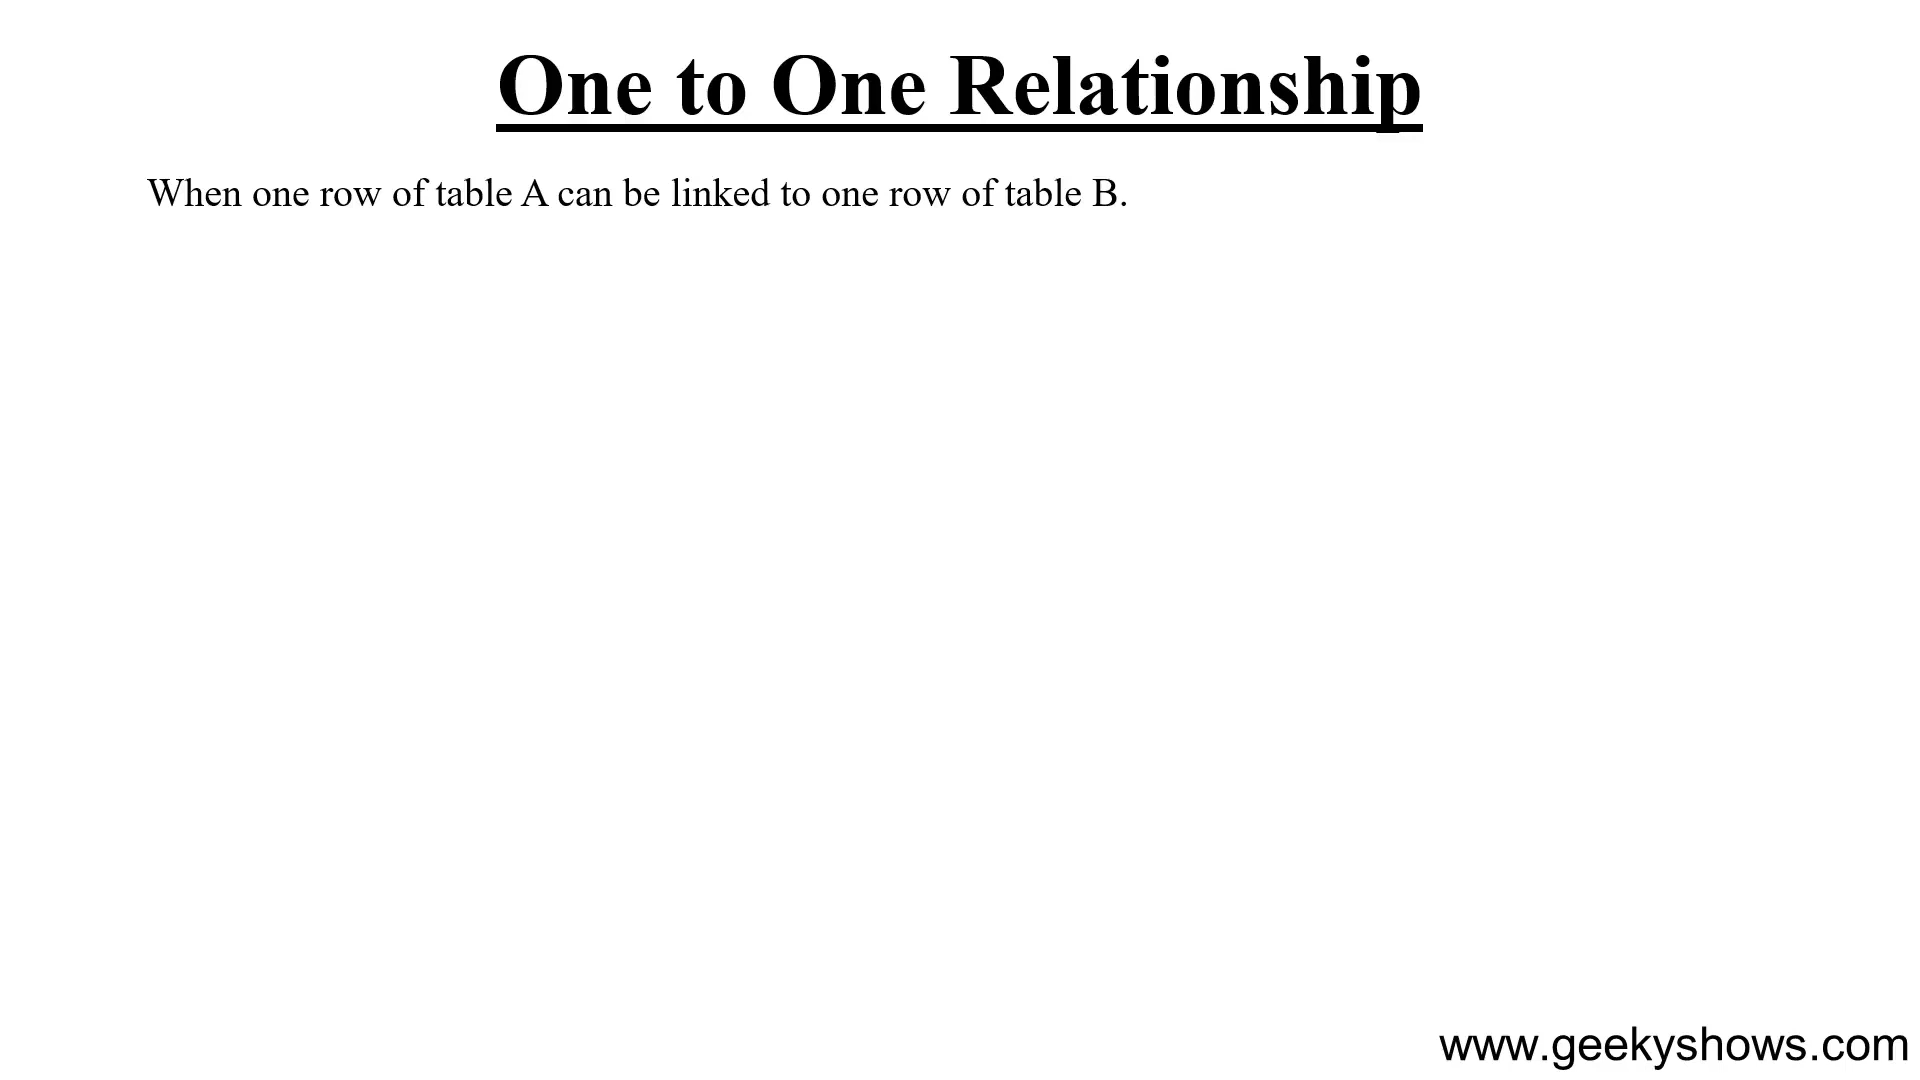 One to One Relationship
When one row of table A can be linked to one row of table B.
www.geekyshows.com